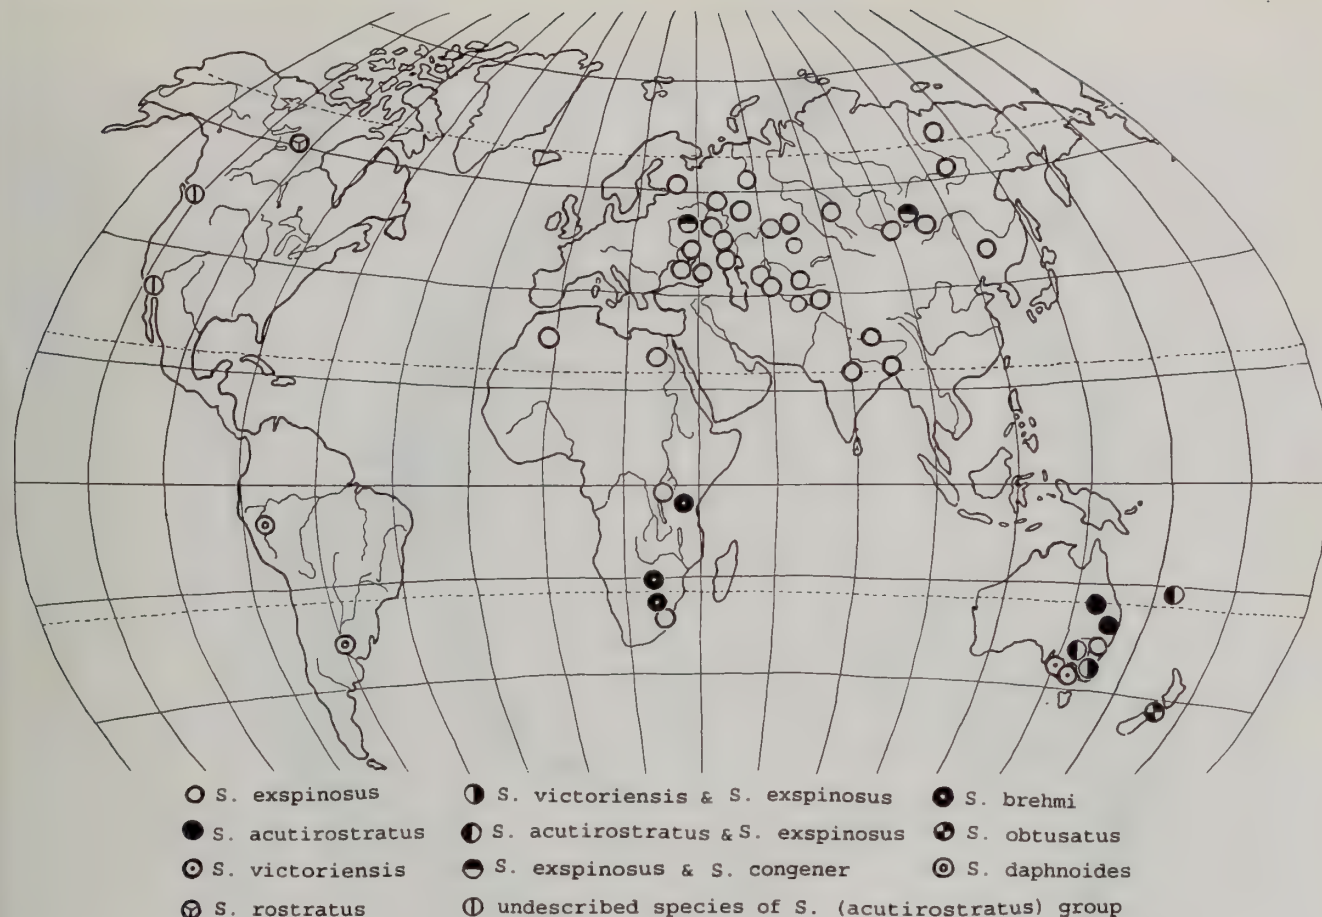 S. exspinosus
S. victoriensis & S. exspinosus
S. brehmi
S. acutirostratus
S. acutirostratus & S. exspinosus
S. obtusatus
S. victoriensis
S. exspinosus & S. congener
S. daphnoides
S. rostratus
undescribed species of S. (acutirostratus) group